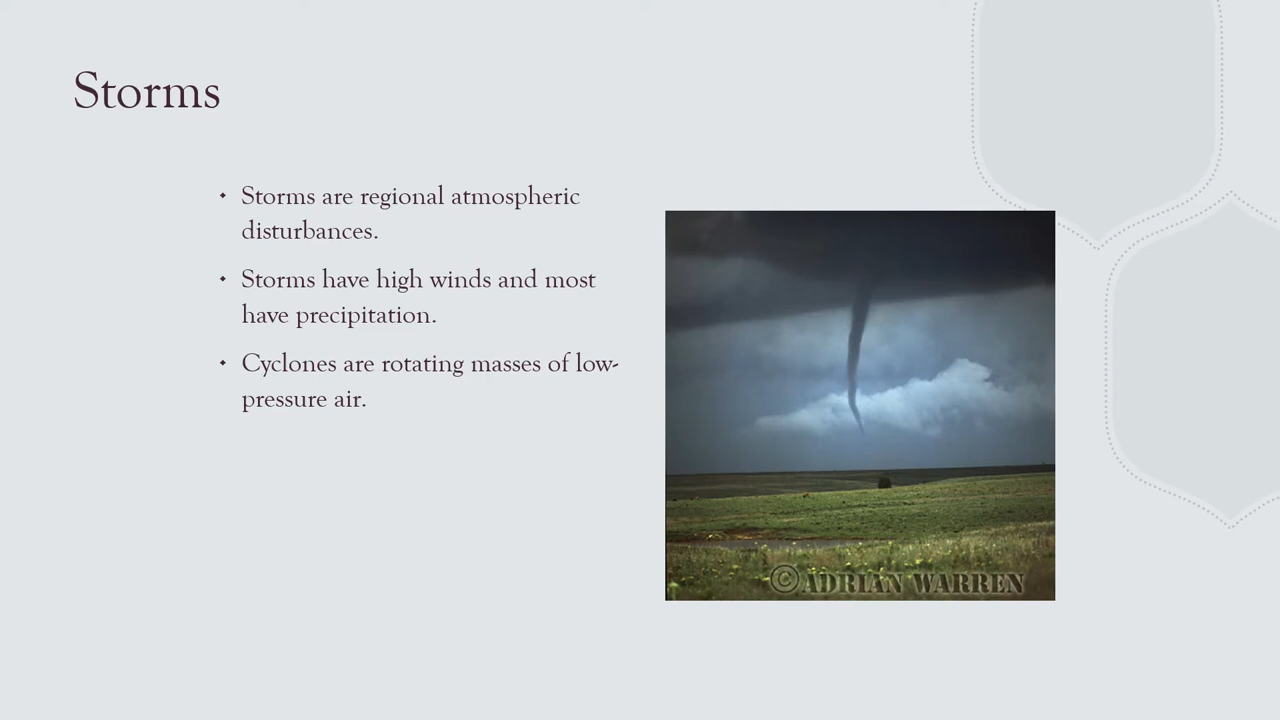 Storms
Storms are regional atmospheric
disturbances.
Storms have high winds and most
have precipitation.
Cyclones are rotating masses of low-
pressure air.
©ADRIAN WARREN